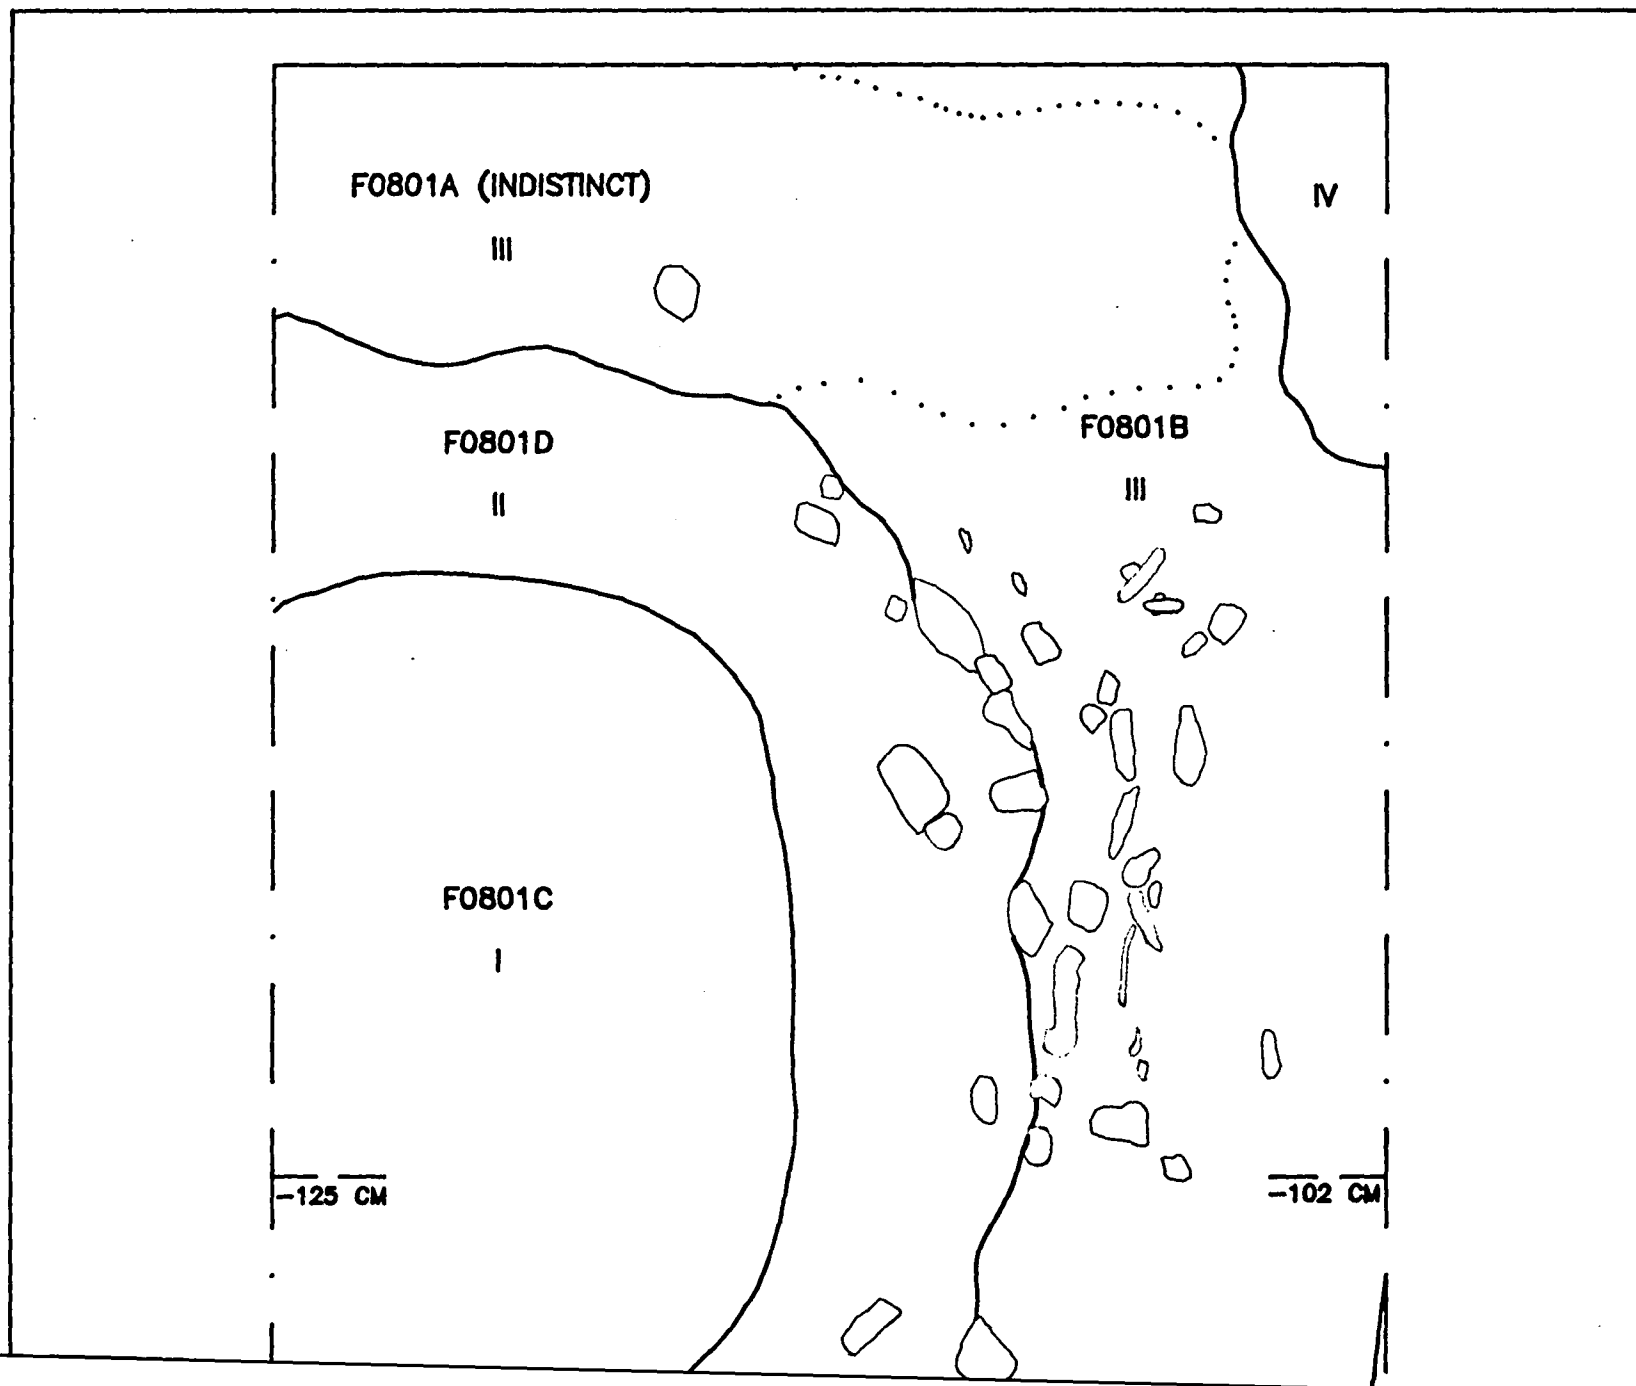 F0801A (INDISTINCT)
III
IV
F0801D
II
F0801B
III
F0801C
I
-125 CM
-102 CM